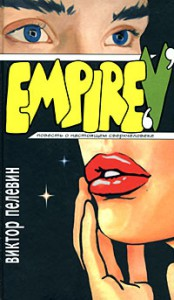 EMPIRE V
повесть о настоящем сверхчеловеке
ВИКТОР ПЕЛЕВИН